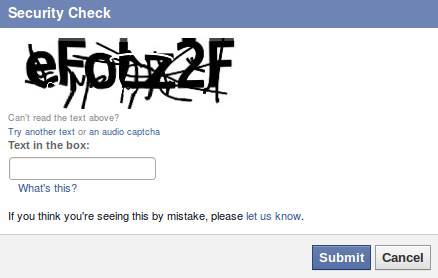 Security Check
eFobz2F
Can't read the text above?
Try another text or an audio captcha
Text in the box:
What's this?
If you think you're seeing this by mistake, please let us know.
Submit Cancel